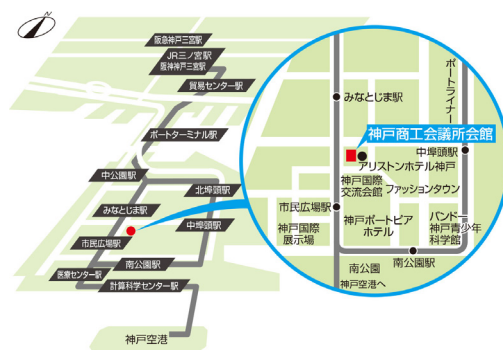 N
阪急神戸三宮駅
JR三ノ宮駅
阪神神戸三宮駅
貿易センター駅
ポートターミナル駅
中公園駅
北埠頭駅
みなとじま駅
中埠頭駅
市民広場駅
南公園駅
医療センター駅
計算科学センター駅
神戸空港
ポートライナー
みなとじま駅
神戸商工会議所会館
中埠頭駅
アリストンホテル神戸
神戸国際
交流会館
ファッションタウン
市民広場駅
神戸国際
展示場
神戸ポートピア
ホテル
バンドー
神戸青少年
科学館
南公園
南公園駅
神戸空港へ